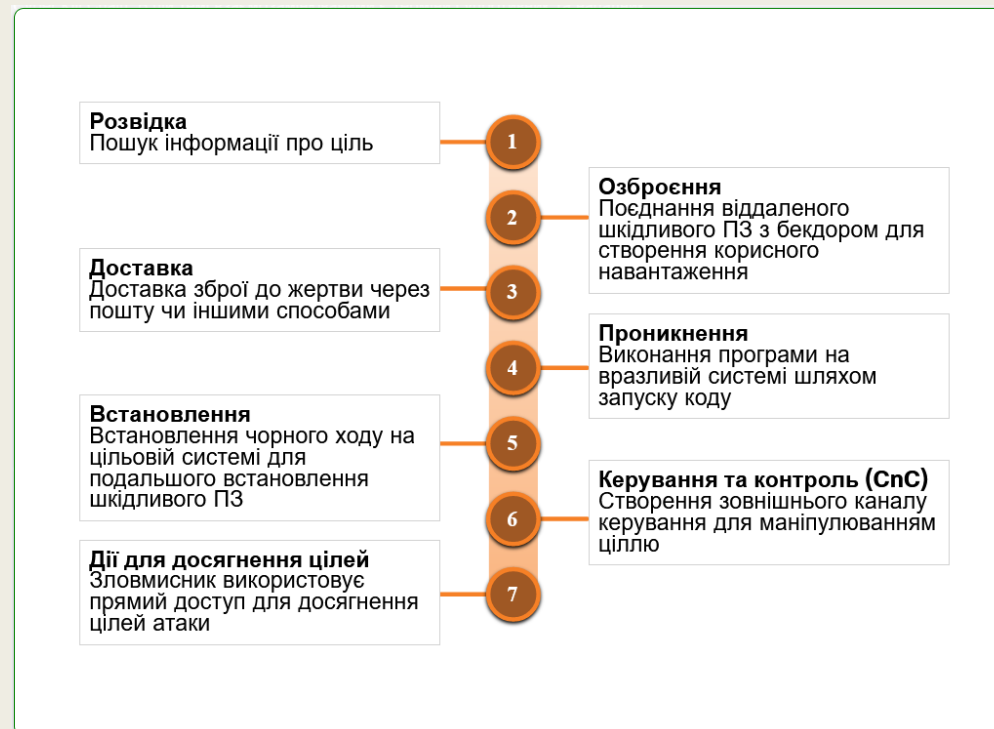 Розвідка
Пошук інформації про ціль
1
Озброєння
Поєднання віддаленого
шкідливого ПЗ з бекдором для
створення корисного
навантаження
2
Доставка
Доставка зброї до жертви через
пошту чи іншими способами
3
Проникнення
Виконання програми на
вразливій системі шляхом
запуску коду
4
Встановлення
Встановлення чорного ходу на
цільовій системі для
подальшого встановлення
шкідливого ПЗ
5
Керування та контроль (CnC)
Створення зовнішнього каналу
керування для маніпулюванням
ціллю
6
Дії для досягнення цілей
Зловмисник використовує
прямий доступ для досягнення
цілей атаки
7